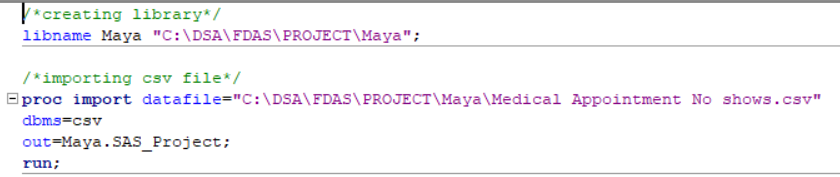 /*creating library*/
libname Maya "C:\DSA\FDAS\PROJECT\Maya";
/*importing csv file*/
proc import datafile="C:\DSA\FDAS\PROJECT\Maya\Medical Appointment No shows.csv"
dbms=csv
out=Maya.SAS_Project;
run;